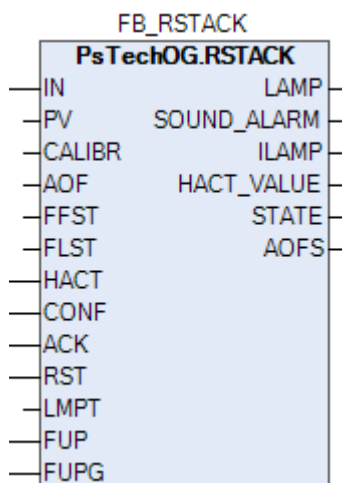 FB_RSTACK
PsTechOG.RSTACK
IN LAMP
PV SOUND_ALARM
CALIBR ILAMP
AOF HACT_VALUE
FFST STATE
FLST AOFS
HACT
CONF
ACK
RST
LMPT
FUP
FUPG